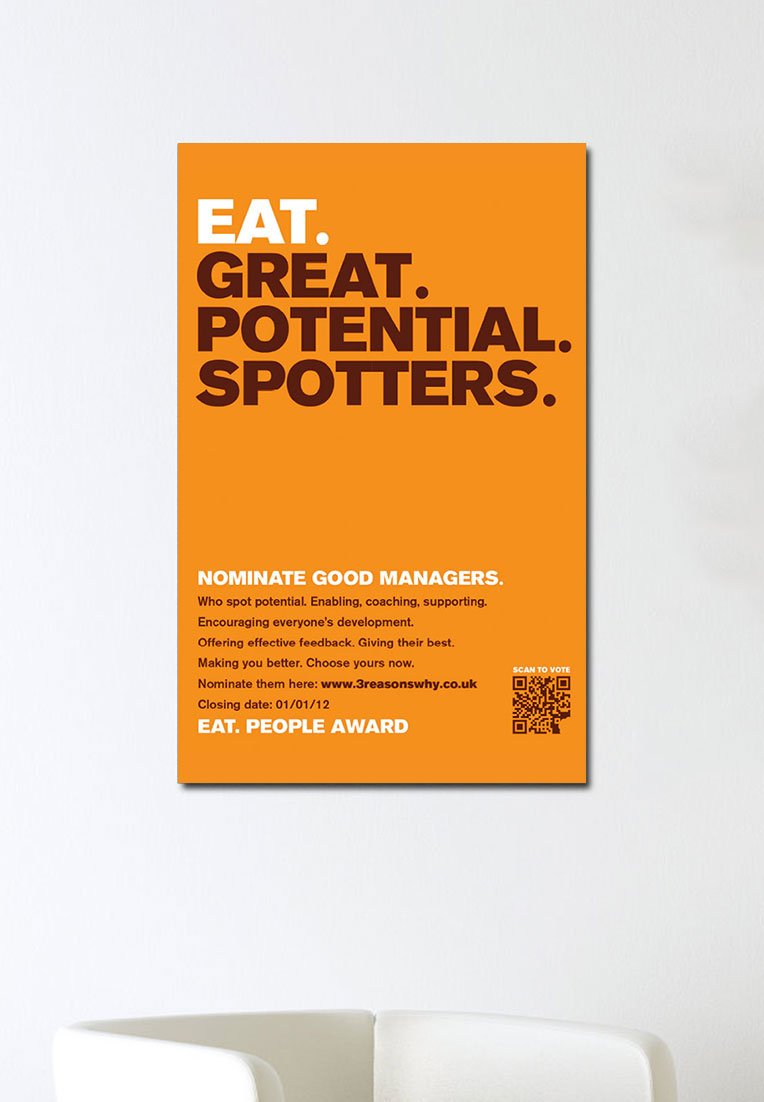 EAT.
GREAT.
POTENTIAL.
SPOTTERS.
NOMINATE GOOD MANAGERS.
Who spot potential. Enabling, coaching, supporting.
Encouraging everyone's development.
Offering effective feedback. Giving their best.
Making you better. Choose yours now.
Nominate them here: www.3reasonswhy.co.uk
Closing date: 01/01/12
EAT. PEOPLE AWARD
SCAN TO VOTE